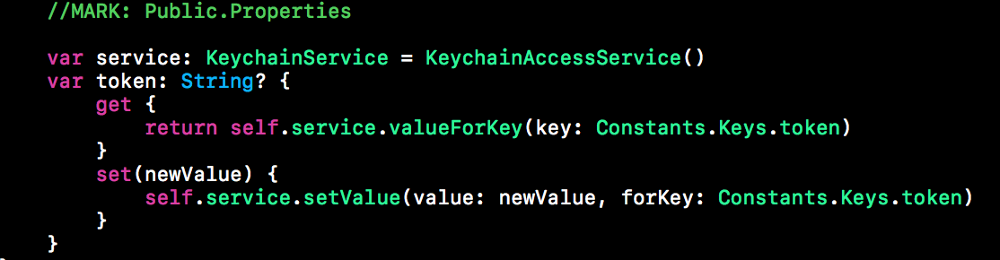 //MARK: Public.Properties
var service: KeychainService = KeychainAccessService()
var token: String? {
get {
return self.service.valueForKey(key: Constants.Keys.token)
}
set(newValue) {
self.service.setValue(value: newValue, forKey: Constants.Keys.token)
}
}